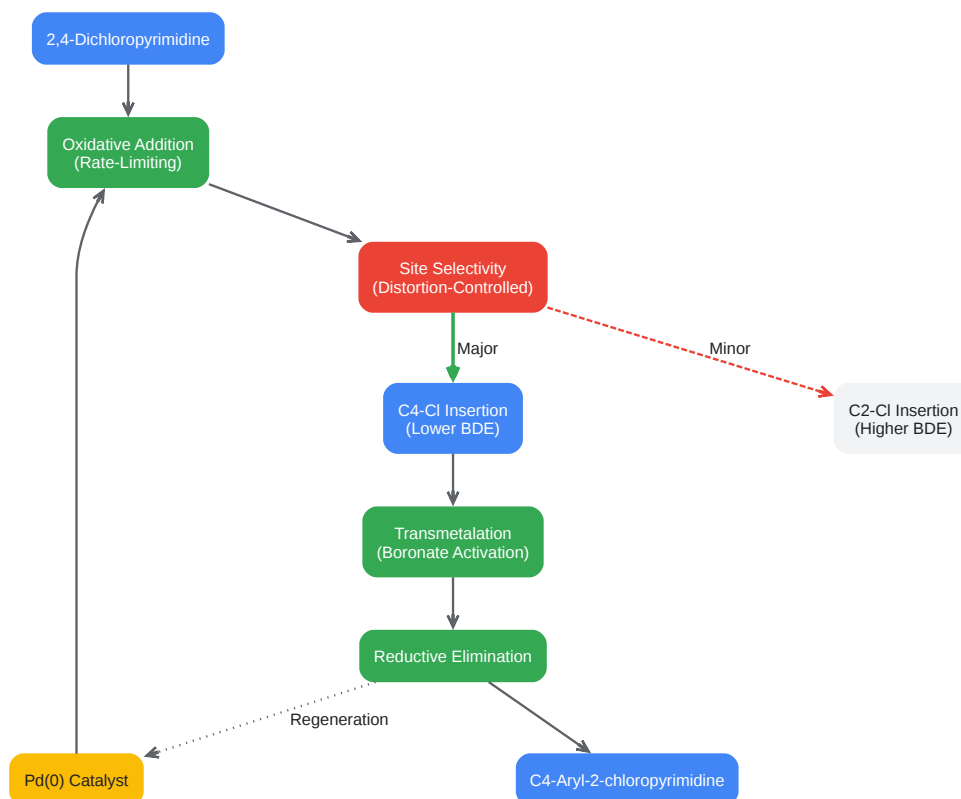 2,4-Dichloropyrimidine
Oxidative Addition
(Rate-Limiting)
Site Selectivity
(Distortion-Controlled)
Major
Minor
C4-Cl Insertion
(Lower BDE)
C2-Cl Insertion
(Higher BDE)
Transmetalation
(Boronate Activation)
Reductive Elimination
Regeneration
Pd(0) Catalyst
C4-Aryl-2-chloropyrimidine